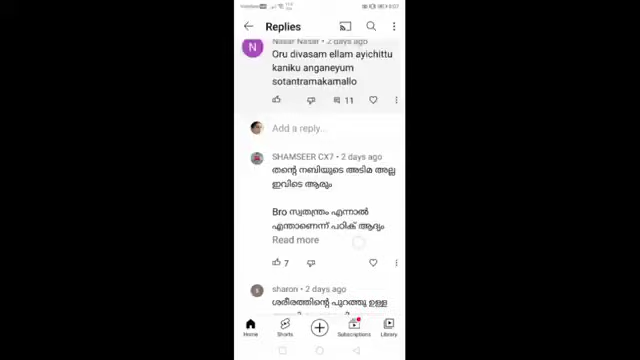 Replies
Nasar Nasar • 2 days ago
Oru divasam ellam ayichittu
kaniku anganeyum
sotantramakamallo
11
Add a reply...
SHAMSEER CX7 • 2 days ago
തന്റെ നബിയുടെ അടിമ അല്ല
ഇവിടെ ആരും
Bro സ്വതന്ത്രം എന്നാൽ
എന്താണെന്ന് പഠിക് ആദ്യം
Read more
7
sharon • 2 days ago
ശരീരത്തിന്റെ പുറത്തു ഉള്ള
Home
Shorts
Subscriptions
Library